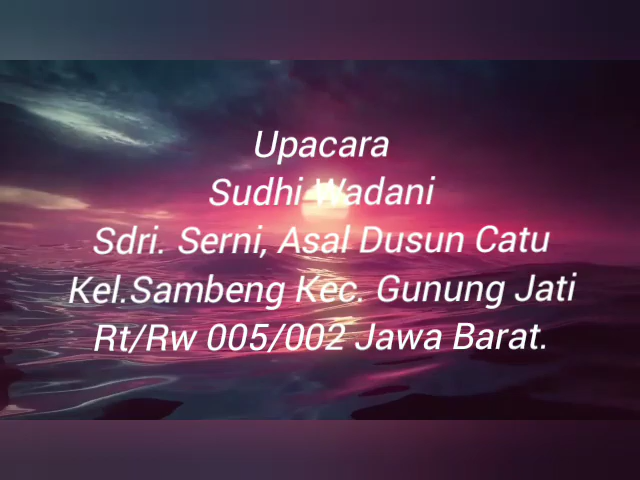 Upacara
Sudhi Wadani
Sdri. Serni, Asal Dusun Catu
Kel.Sambeng Kec. Gunung Jati
Rt/Rw 005/002 Jawa Barat.